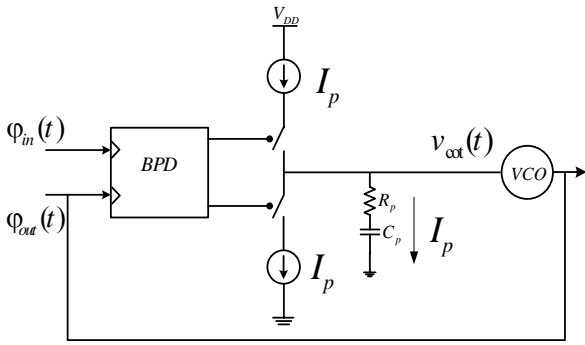 V_DD
I_p
φ_in(t)
BPD
φ_out(t)
v_cot(t)
VCO
R_p
C_p
I_p
I_p